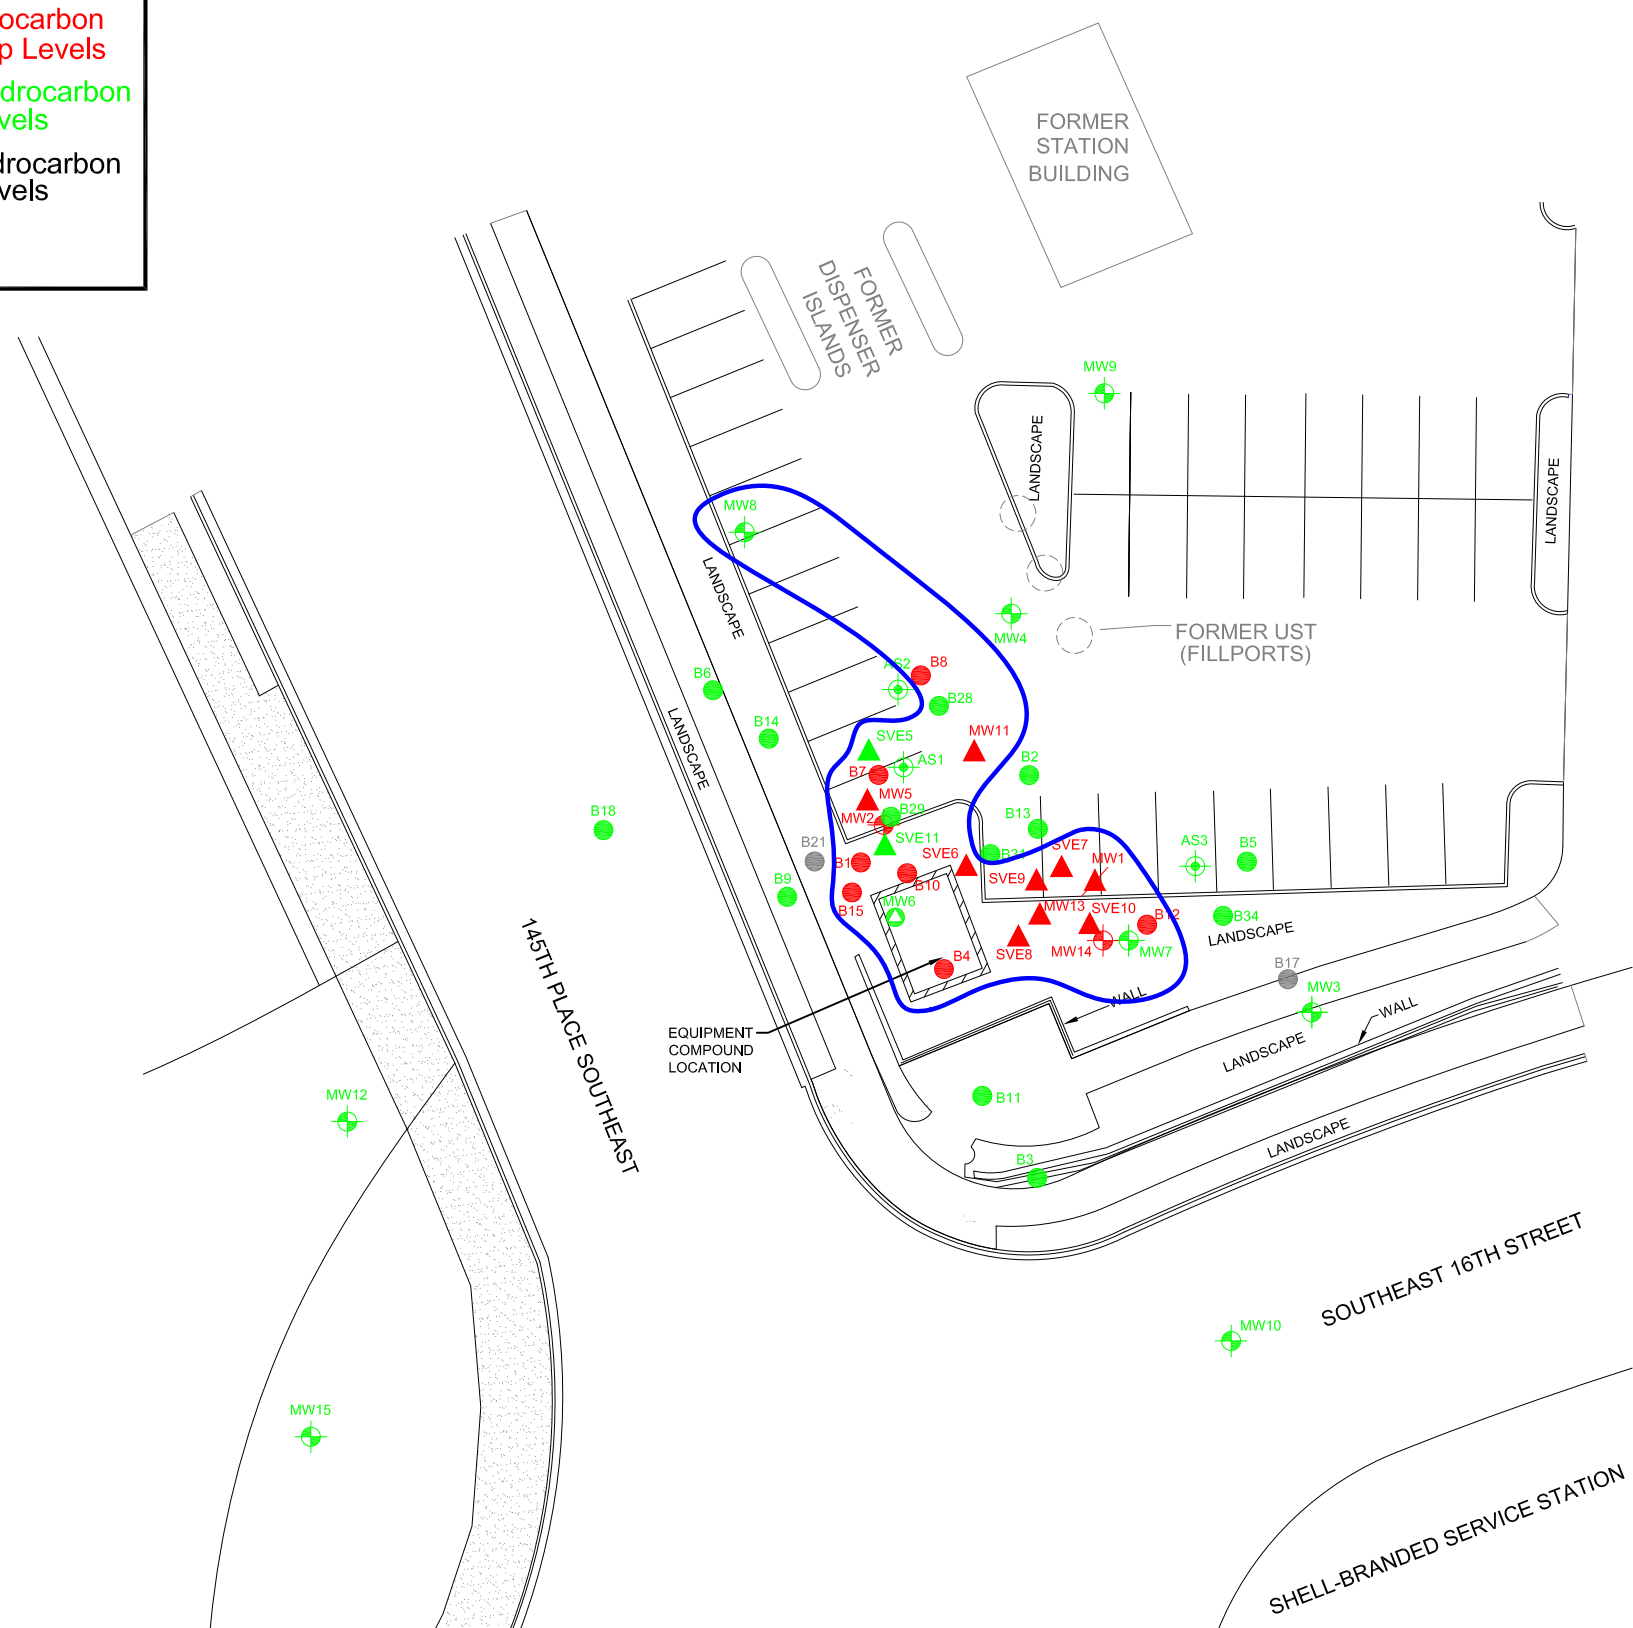 ocarbon
p Levels
drocarbon
vels
drocarbon
vels
FORMER
STATION
BUILDING
FORMER
DISPENSER
ISLANDS
MW9
LANDSCAPE
LANDSCAPE
MW8
LANDSCAPE
MW4
FORMER UST
(FILLPORTS)
B6
AS2
B8
B28
LANDSCAPE
B14
SVE5
MW11
AS1
B2
B7
MW5
B18
MW2
B29
B13
SVE11
B21
B1
SVE6
B31
SVE7
MW1
AS3
B5
B9
B10
SVE9
B15
MW6
MW13
SVE10
B12
B34
LANDSCAPE
SVE8
MW14
MW7
B4
B17
145TH PLACE SOUTHEAST
WALL
MW3
WALL
EQUIPMENT
COMPOUND
LOCATION
LANDSCAPE
MW12
B11
LANDSCAPE
B3
SOUTHEAST 16TH STREET
MW10
MW15
SHELL-BRANDED SERVICE STATION